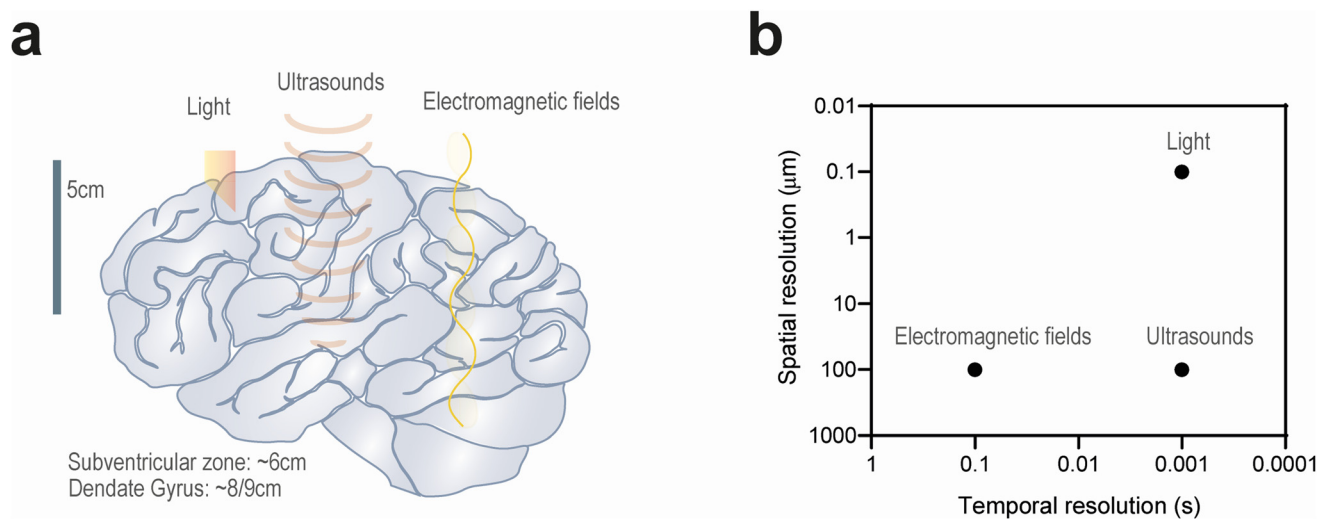 a
Ultrasounds
Light
Electromagnetic fields
5cm
Subventricular zone: ~6cm
Dendate Gyrus: ~8/9cm
b
Spatial resolution (μm)
0.01
0.1
1
10
100
1000
Light
Electromagnetic fields
Ultrasounds
1
0.1
0.01
0.001
0.0001
Temporal resolution (s)